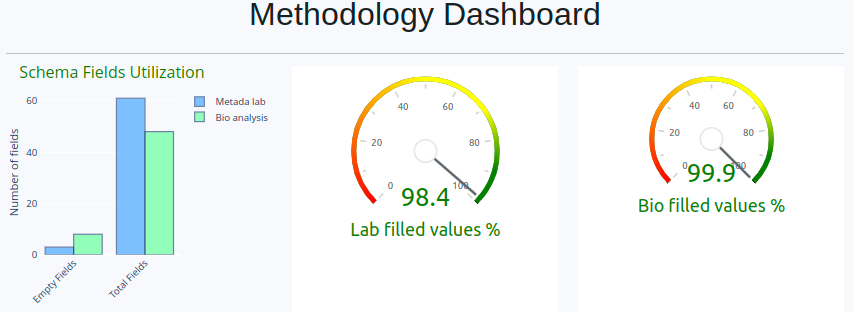 Methodology Dashboard
Schema Fields Utilization
Metada lab
Bio analysis
Number of fields
60
40
20
0
Empty Fields
Total Fields
0
20
40
60
80
100
98.4
Lab filled values %
0
20
40
60
80
100
99.9
Bio filled values %